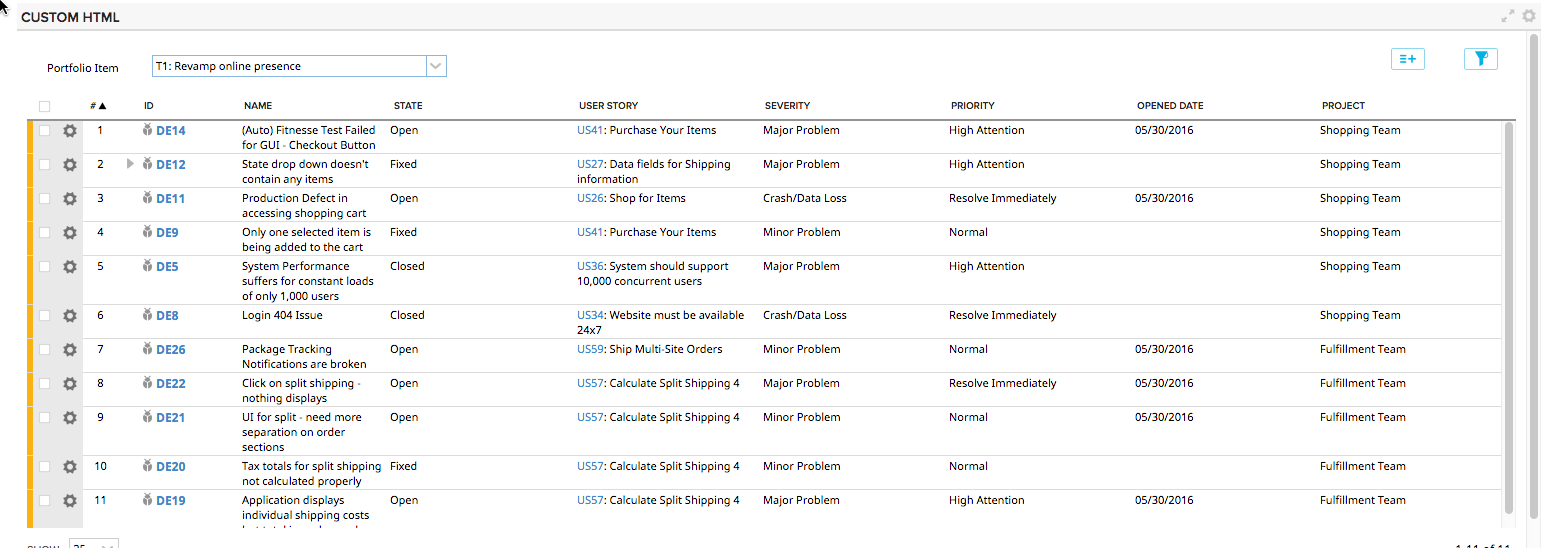 CUSTOM HTML
Portfolio Item
T1: Revamp online presence
# ID NAME STATE USER STORY SEVERITY PRIORITY OPENED DATE PROJECT
1 DE14 (Auto) Fitnesse Test Failed Open US41: Purchase Your Items Major Problem High Attention 05/30/2016 Shopping Team
for GUI - Checkout Button
2 DE12 State drop down doesn't Fixed US27: Data fields for Shipping Major Problem High Attention Shopping Team
contain any items information
3 DE11 Production Defect in Open US26: Shop for Items Crash/Data Loss Resolve Immediately 05/30/2016 Shopping Team
accessing shopping cart
4 DE9 Only one selected item is Fixed US41: Purchase Your Items Minor Problem Normal Shopping Team
being added to the cart
5 DE5 System Performance Closed US36: System should support Major Problem High Attention Shopping Team
suffers for constant loads 10,000 concurrent users
of only 1,000 users
6 DE8 Login 404 Issue Closed US34: Website must be available Crash/Data Loss Resolve Immediately Shopping Team
24x7
7 DE26 Package Tracking Open US59: Ship Multi-Site Orders Minor Problem Normal 05/30/2016 Fulfillment Team
Notifications are broken
8 DE22 Click on split shipping - Open US57: Calculate Split Shipping 4 Major Problem Resolve Immediately 05/30/2016 Fulfillment Team
nothing displays
9 DE21 UI for split - need more Open US57: Calculate Split Shipping 4 Minor Problem Normal 05/30/2016 Fulfillment Team
separation on order
sections
10 DE20 Tax totals for split shipping Fixed US57: Calculate Split Shipping 4 Minor Problem Normal Fulfillment Team
not calculated properly
11 DE19 Application displays Open US57: Calculate Split Shipping 4 Major Problem High Attention 05/30/2016 Fulfillment Team
individual shipping costs
SHOW 25 1-11 of 11